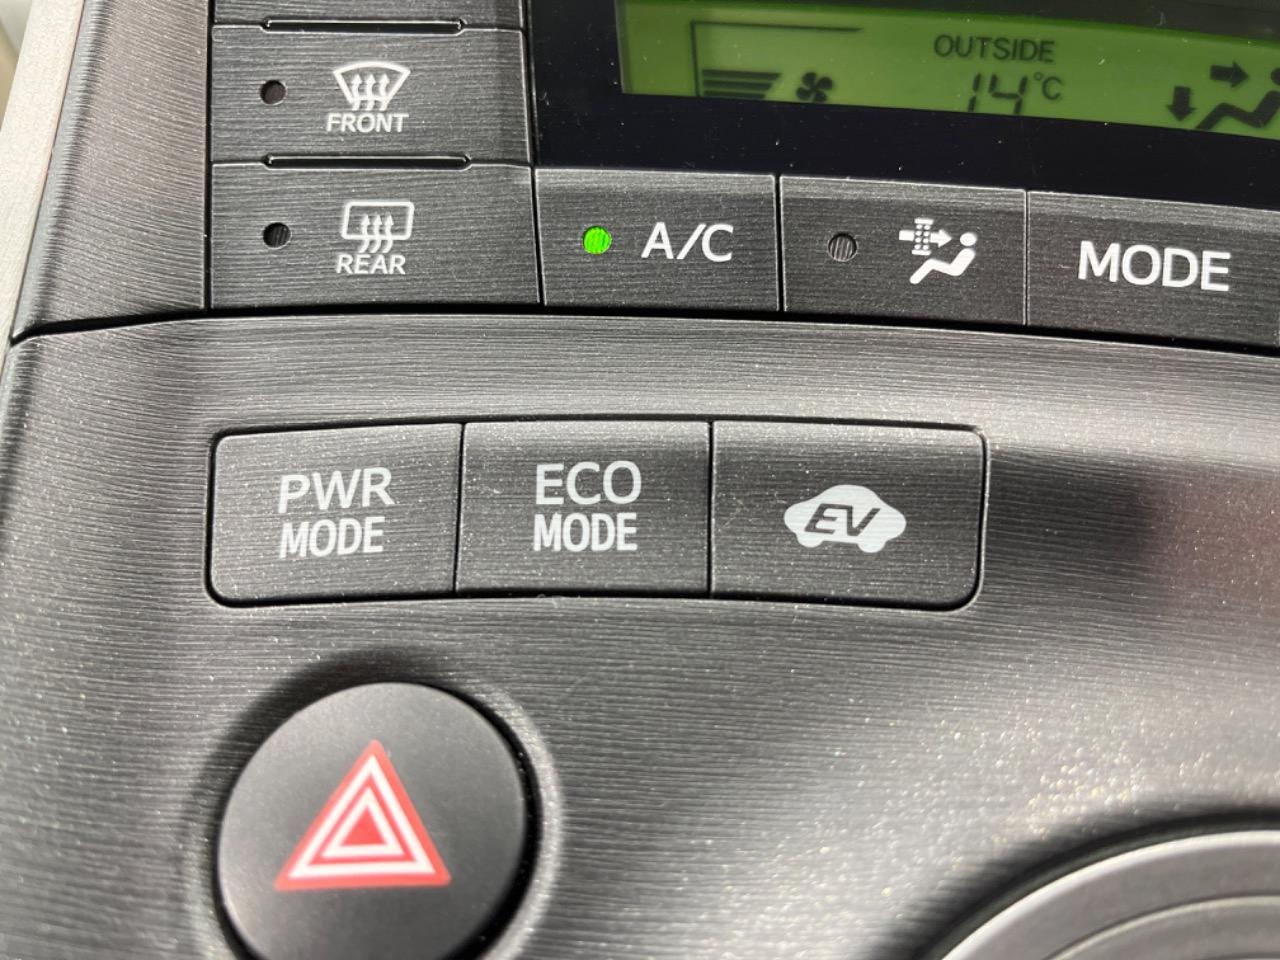 OUTSIDE
14°C
FRONT
REAR
A/C
MODE
PWR
MODE
ECO
MODE
EV